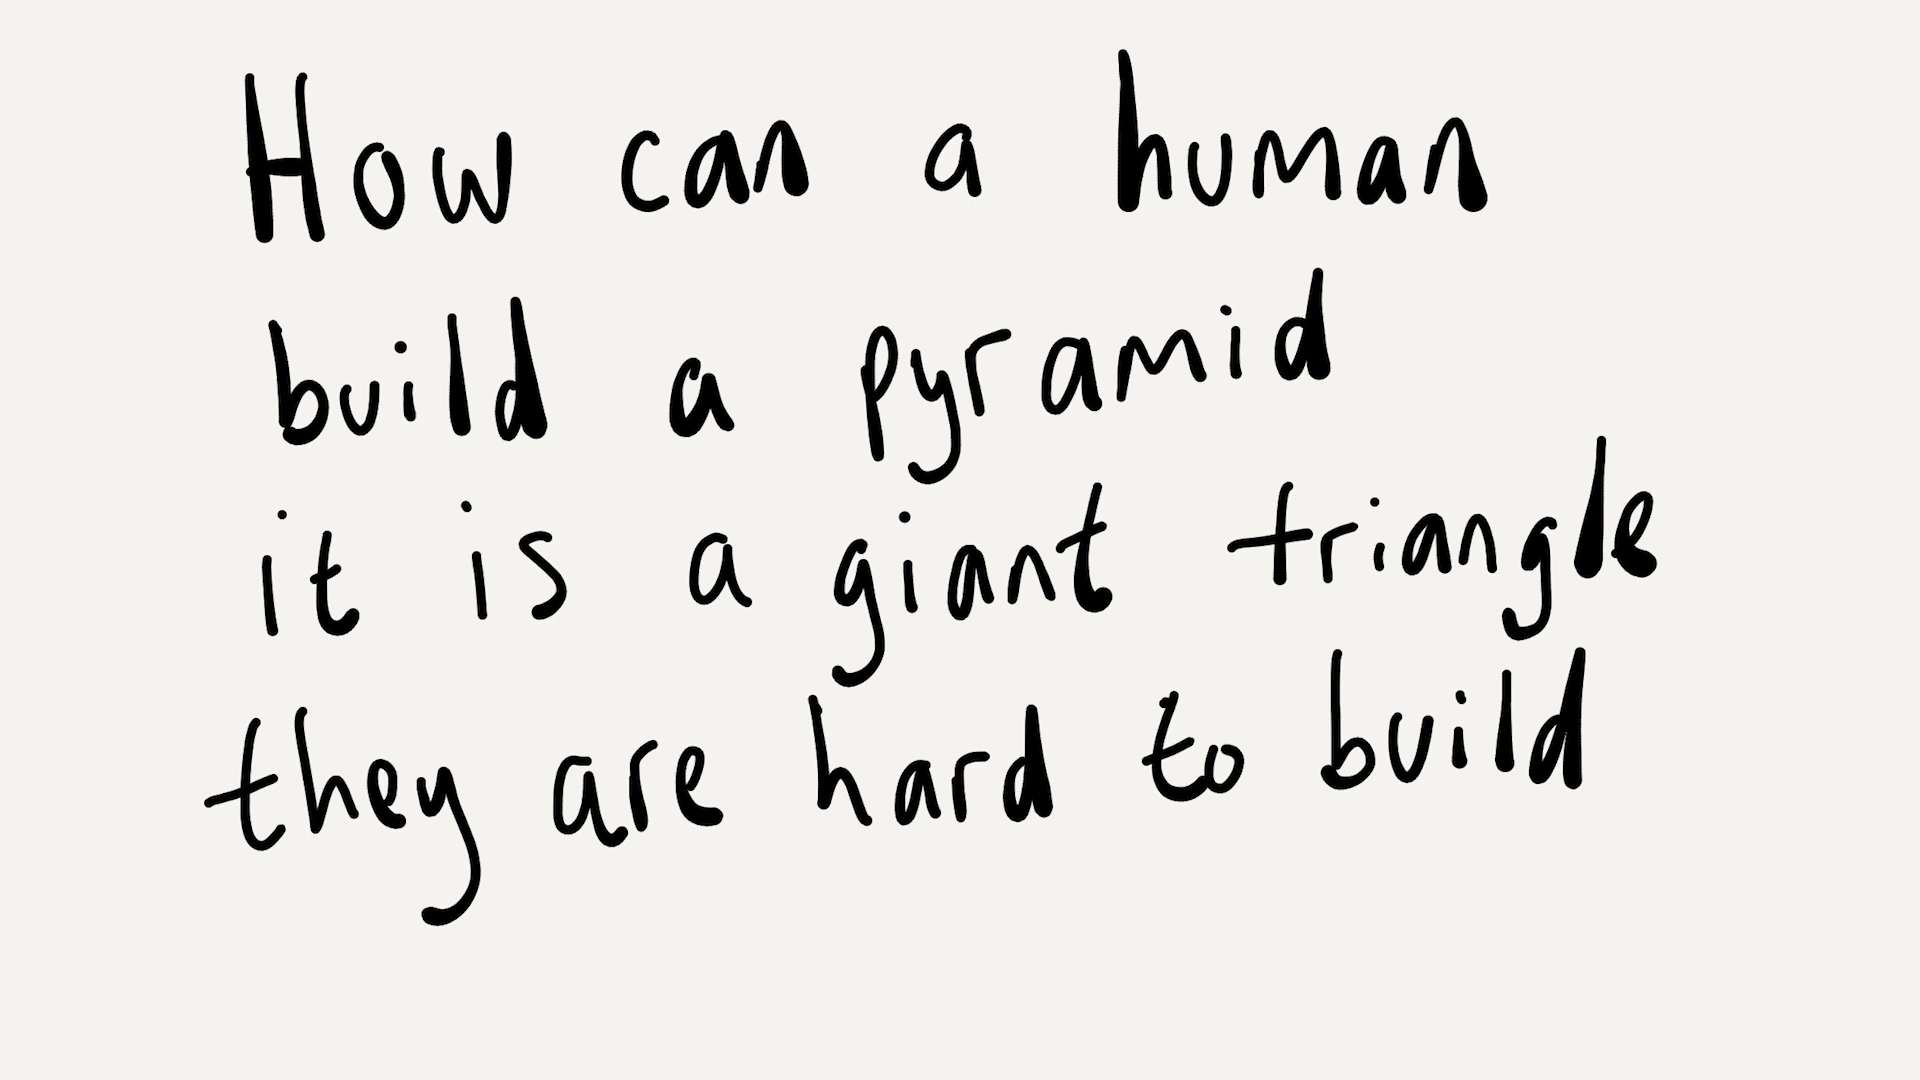 How can a human
build a pyramid
it is a giant triangle
they are hard to build